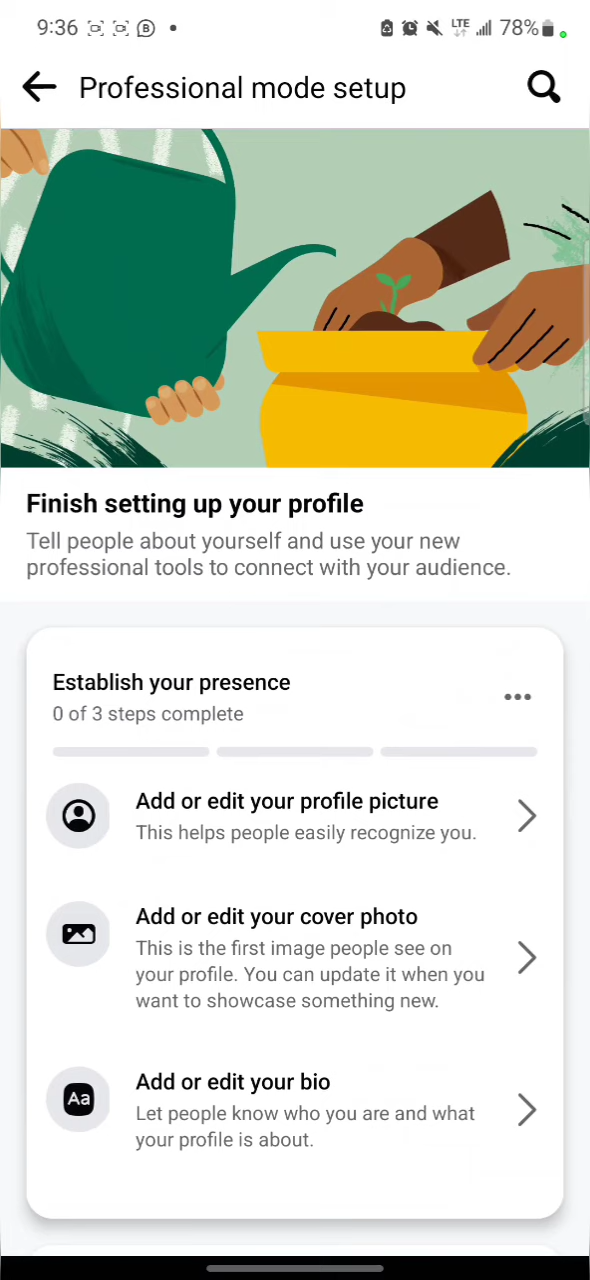 9:36 B LTE 78%
Professional mode setup
Finish setting up your profile
Tell people about yourself and use your new
professional tools to connect with your audience.
Establish your presence
0 of 3 steps complete
Add or edit your profile picture
This helps people easily recognize you.
Add or edit your cover photo
This is the first image people see on
your profile. You can update it when you
want to showcase something new.
Aa Add or edit your bio
Let people know who you are and what
your profile is about.